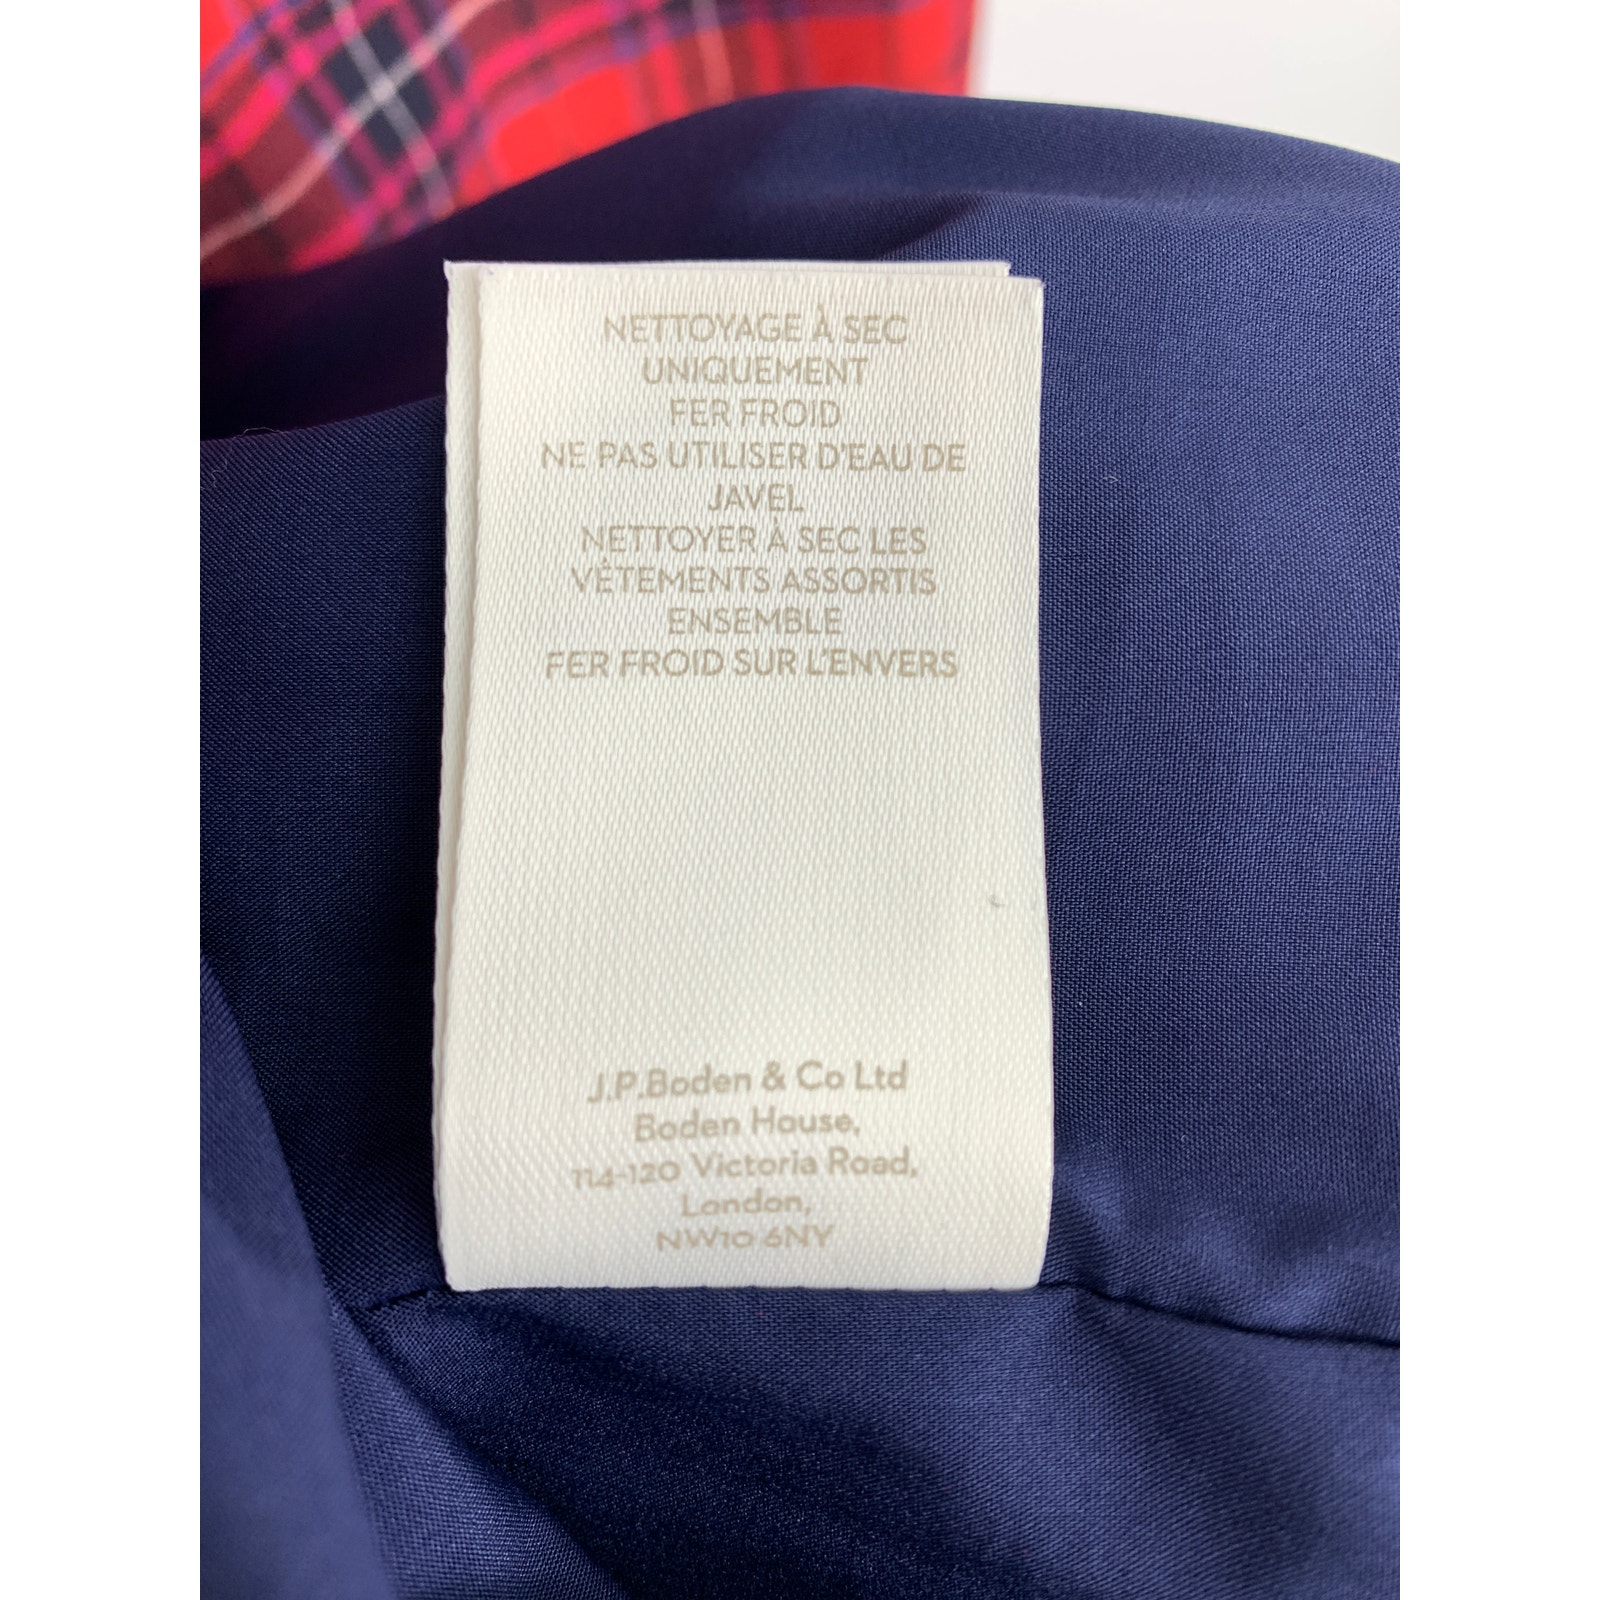 NETTOYAGE À SEC
UNIQUEMENT
FER FROID
NE PAS UTILISER D'EAU DE
JAVEL
NETTOYER À SEC LES
VÊTEMENTS ASSORTIS
ENSEMBLE
FER FROID SUR L'ENVERS
J.P.Boden & Co Ltd
Boden House,
114-120 Victoria Road,
London,
NW10 6NY